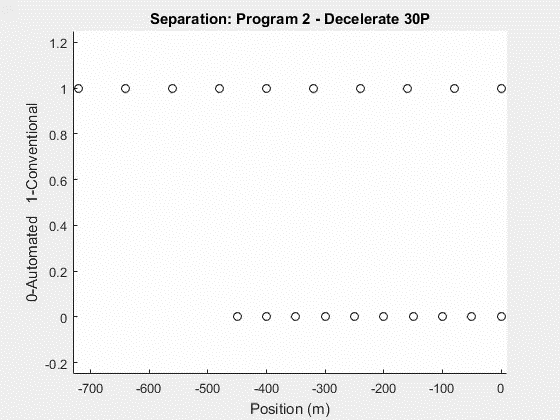 Separation: Program 2 - Decelerate 30P
1.2
1
0.8
0.6
0.4
0.2
0
-0.2
0-Automated 1-Conventional
-700 -600 -500 -400 -300 -200 -100 0
Position (m)